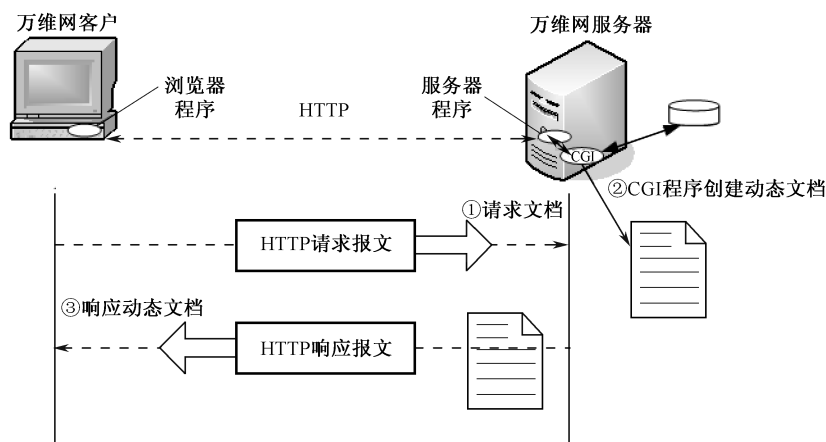 万维网客户
万维网服务器
浏览器
程序
服务器
程序
HTTP
CGI
②CGI程序创建动态文档
①请求文档
HTTP请求报文
③响应动态文档
HTTP响应报文